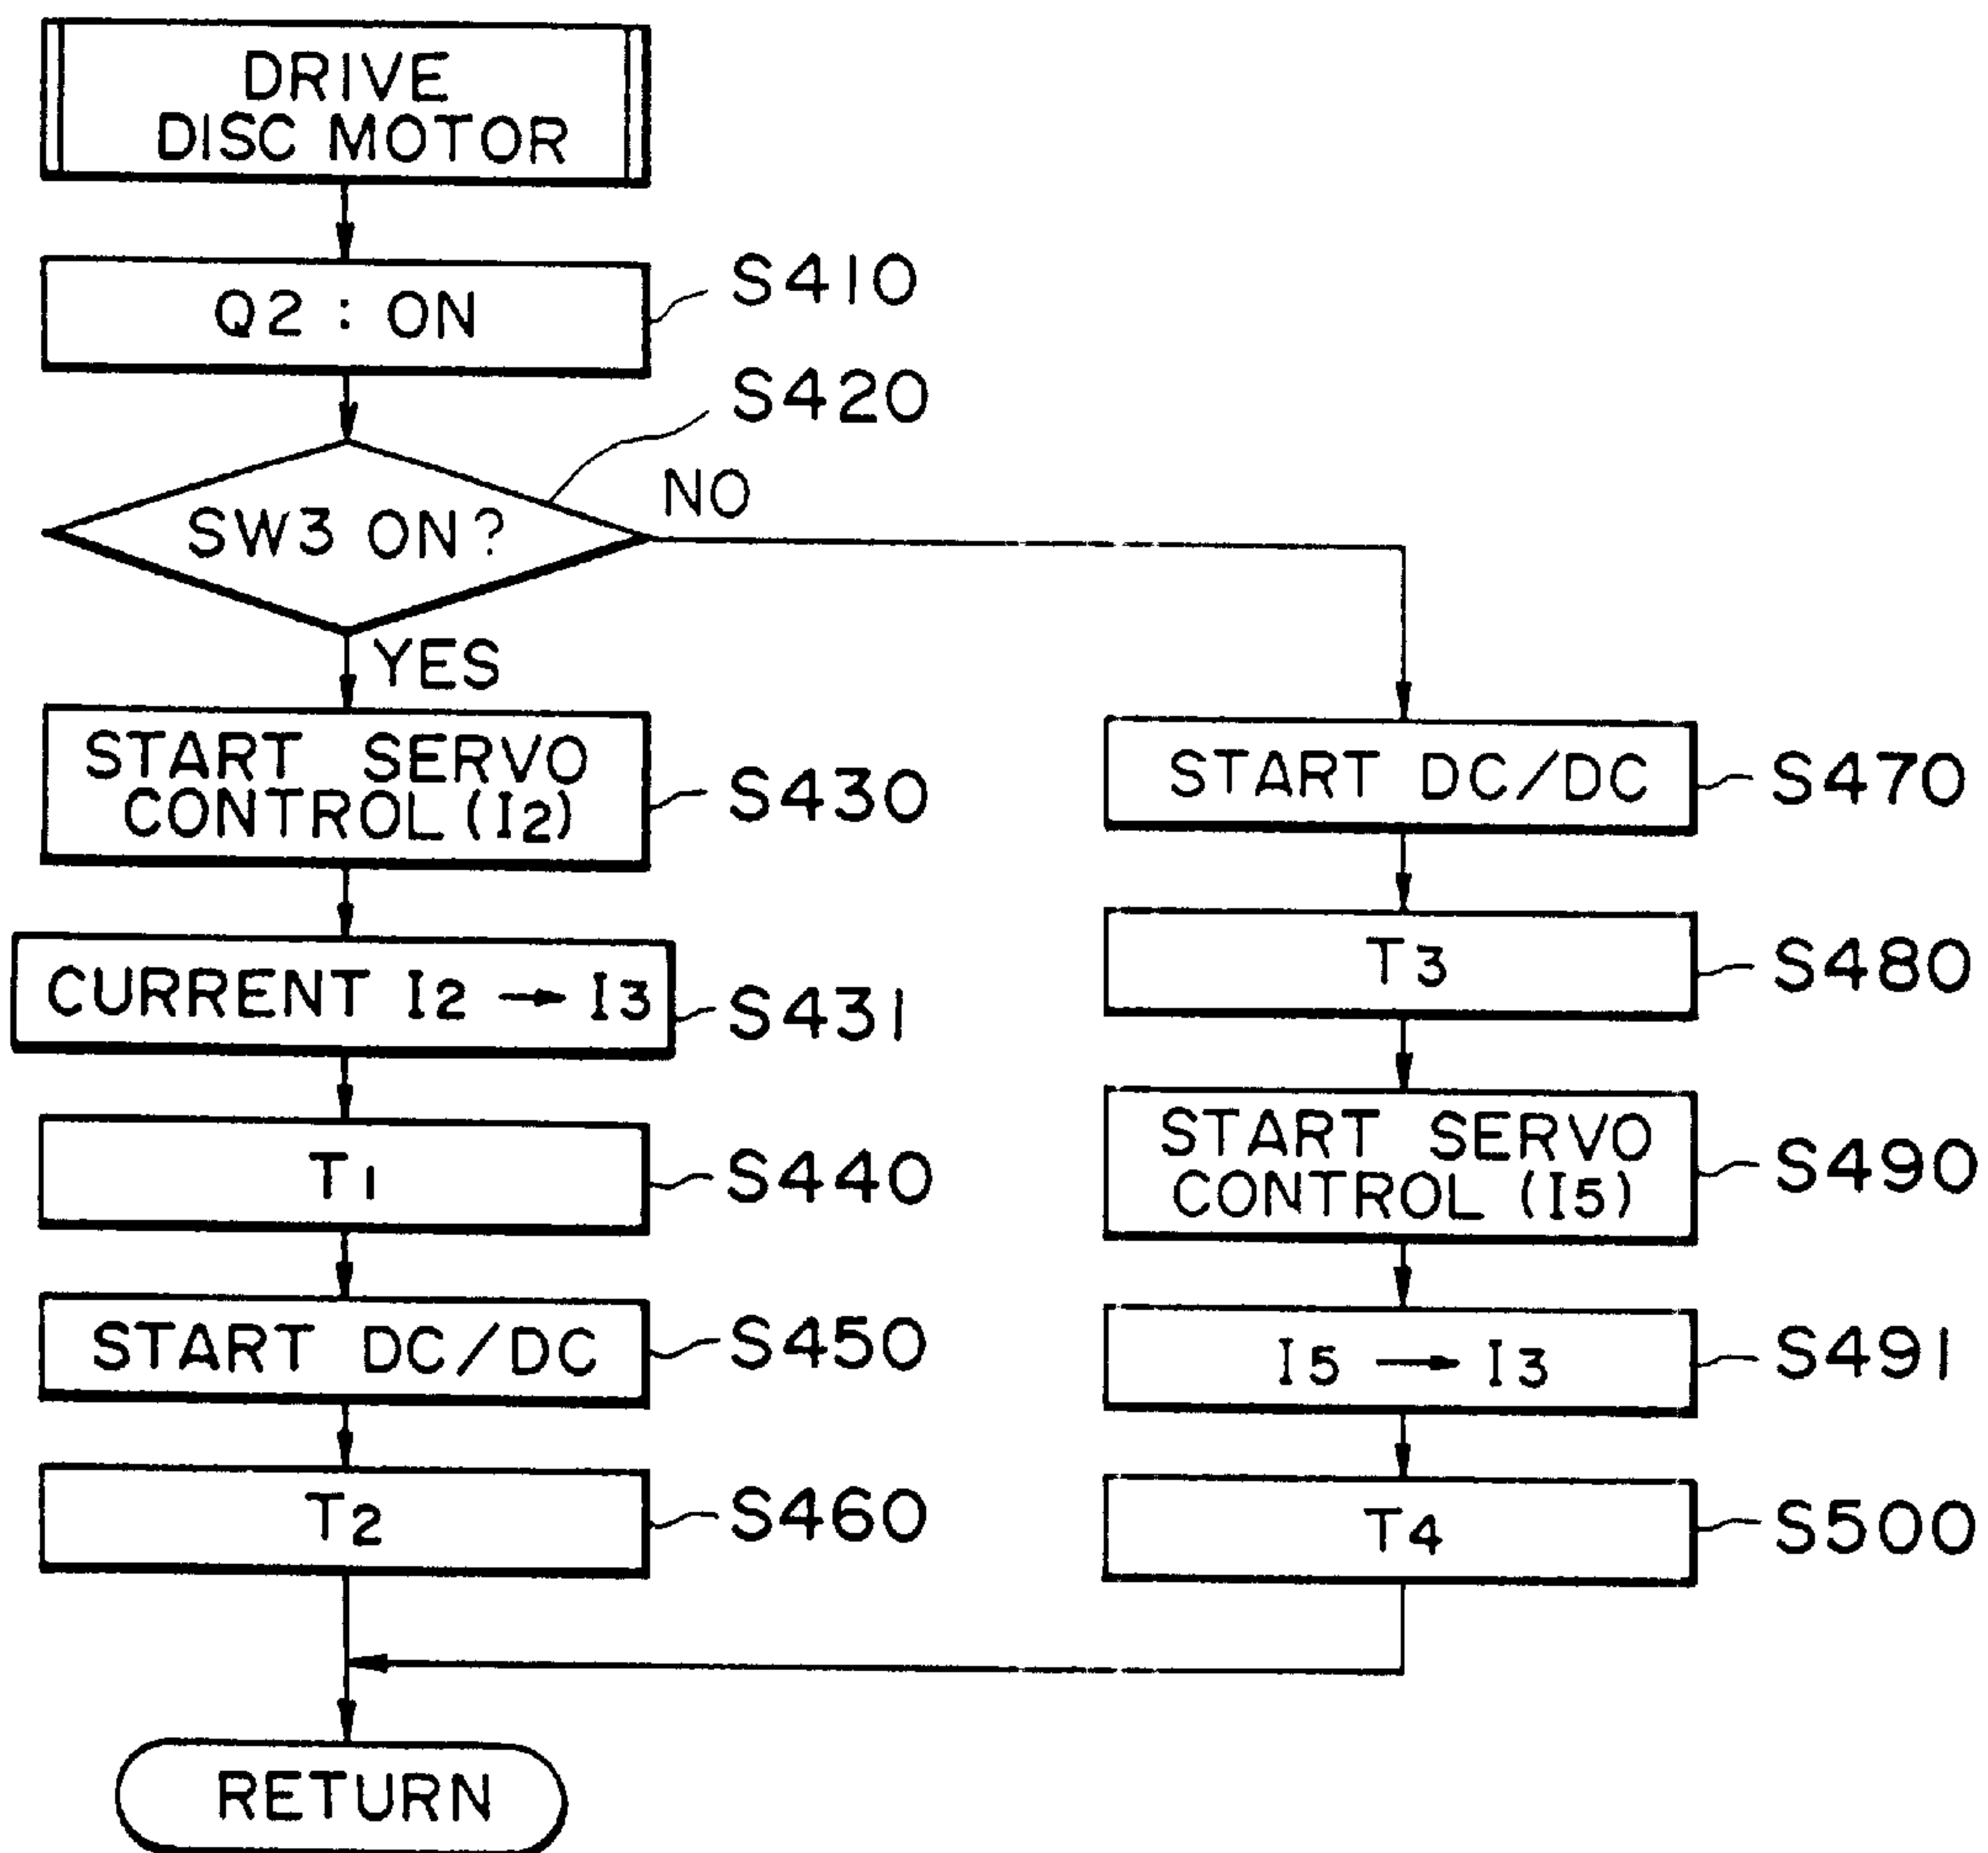 DRIVE
DISC MOTOR
Q2 : ON
S410
S420
SW3 ON?
NO
YES
START SERVO
CONTROL (I2)
S430
CURRENT I2 → I3
S431
T1
S440
START DC/DC
S450
T2
S460
START DC/DC
S470
T3
S480
START SERVO
CONTROL (I5)
S490
I5 → I3
S491
T4
S500
RETURN